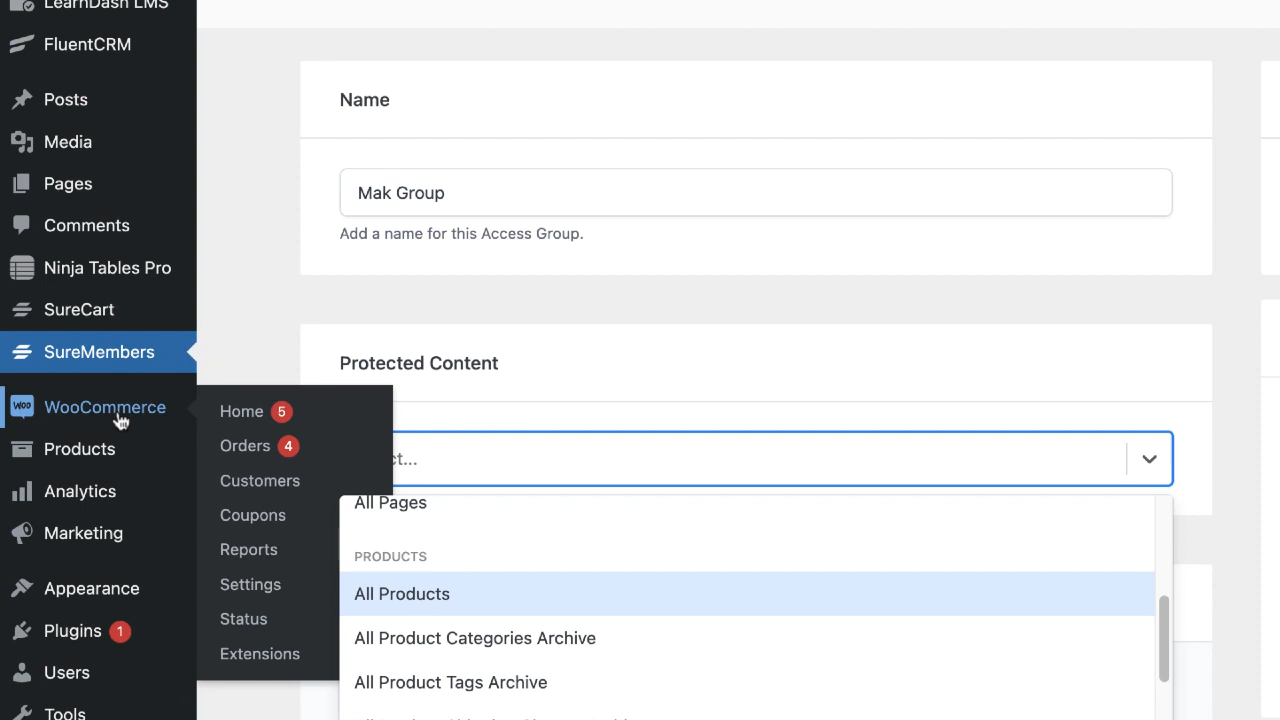 LearnDash LMS
FluentCRM
Posts
Media
Pages
Comments
Ninja Tables Pro
SureCart
SureMembers
WOO WooCommerce
Products
Analytics
Marketing
Appearance
Plugins 1
Users
Tools
Home 5
Orders 4
Customers
Coupons
Reports
Settings
Status
Extensions
Name
Mak Group
Add a name for this Access Group.
Protected Content
ct...
All Pages
PRODUCTS
All Products
All Product Categories Archive
All Product Tags Archive